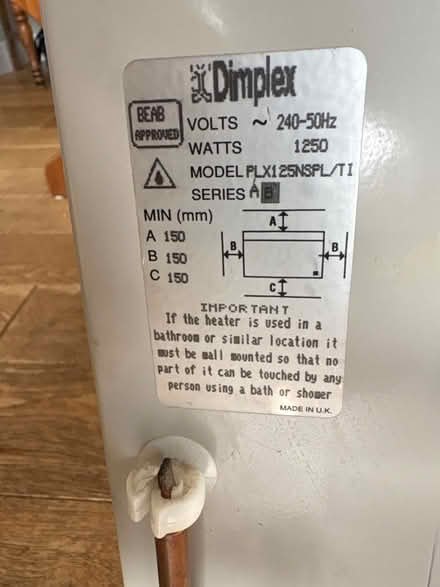 Dimplex
BEAB
APPROVED
VOLTS ~ 240-50Hz
WATTS 1250
MODEL PLX125NSPL/TI
SERIES A B
MIN (mm)
A 150
B 150
C 150
A
B
B
C
IMPORTANT
If the heater is used in a
bathroom or similar location it
must be wall mounted so that no
part of it can be touched by any
person using a bath or shower
MADE IN U.K.